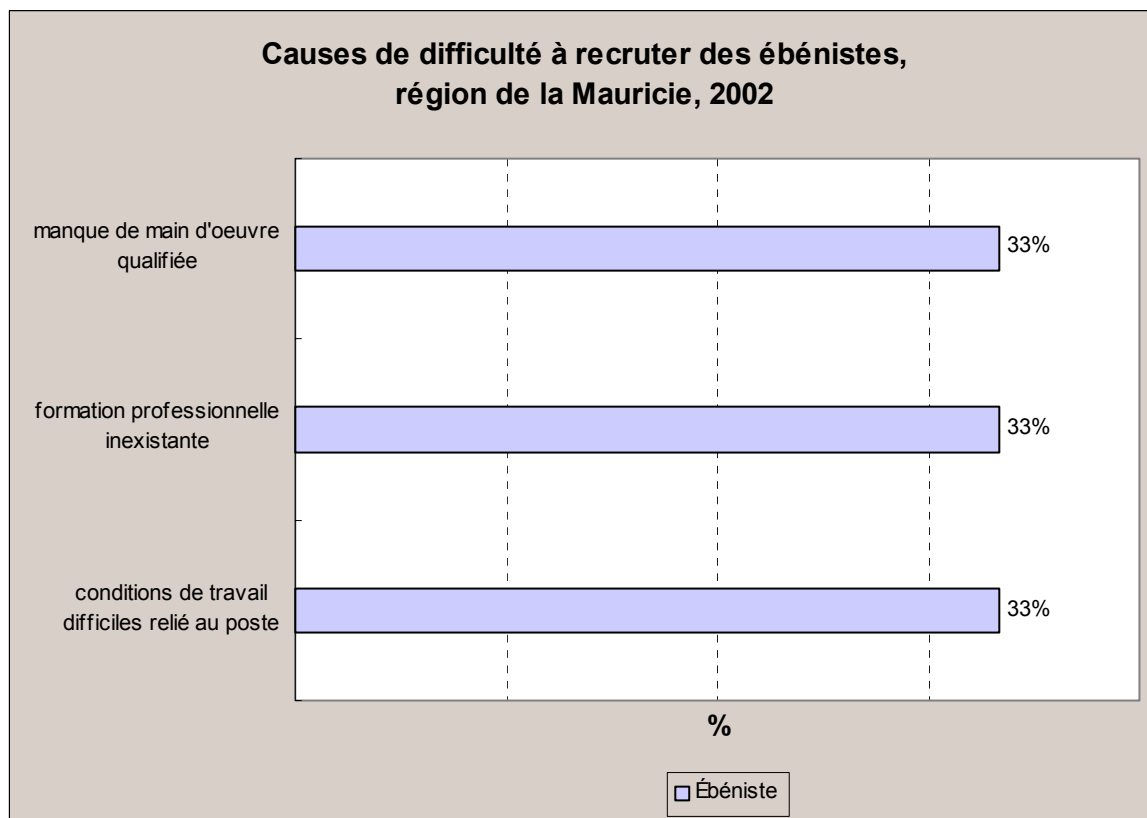 Causes de difficulté à recruter des ébénistes,
région de la Mauricie, 2002
manque de main d'oeuvre
qualifiée
33%
formation professionnelle
inexistante
33%
conditions de travail
difficiles relié au poste
33%
%
Ébéniste